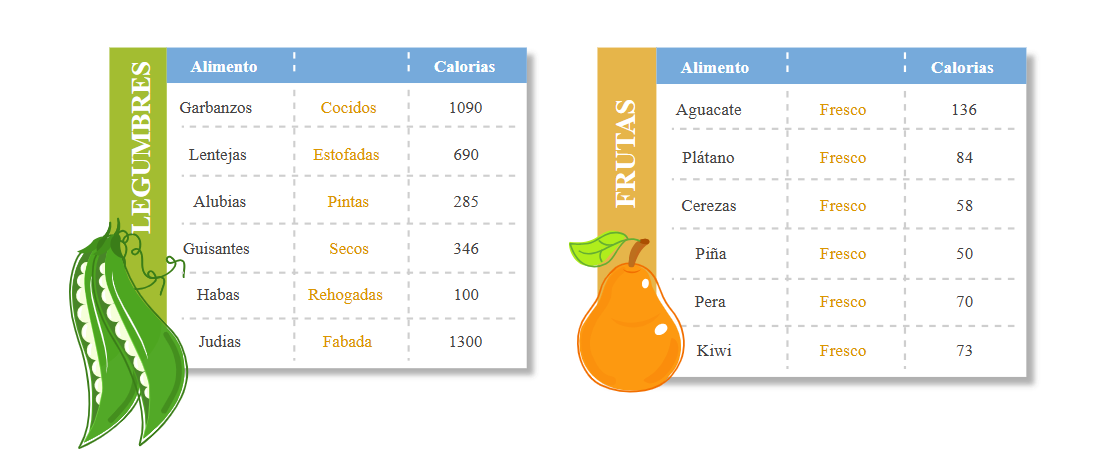 LEGUMBRES
Alimento Calorias
Garbanzos Cocidos 1090
Lentejas Estofadas 690
Alubias Pintas 285
Guisantes Secos 346
Habas Rehogadas 100
Judias Fabada 1300
FRUTAS
Alimento Calorias
Aguacate Fresco 136
Plátano Fresco 84
Cerezas Fresco 58
Piña Fresco 50
Pera Fresco 70
Kiwi Fresco 73